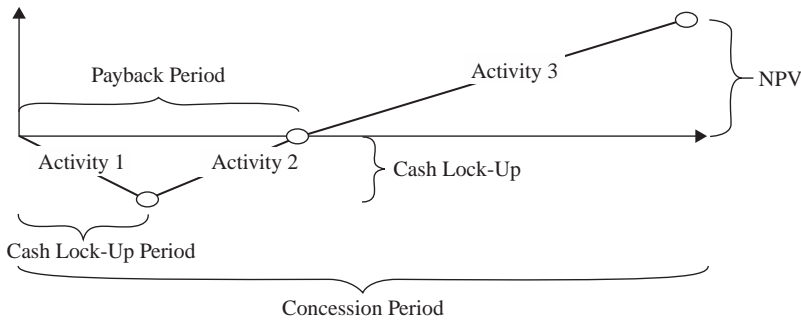 Payback Period
Activity 3
NPV
Activity 1
Activity 2
Cash Lock-Up
Cash Lock-Up Period
Concession Period